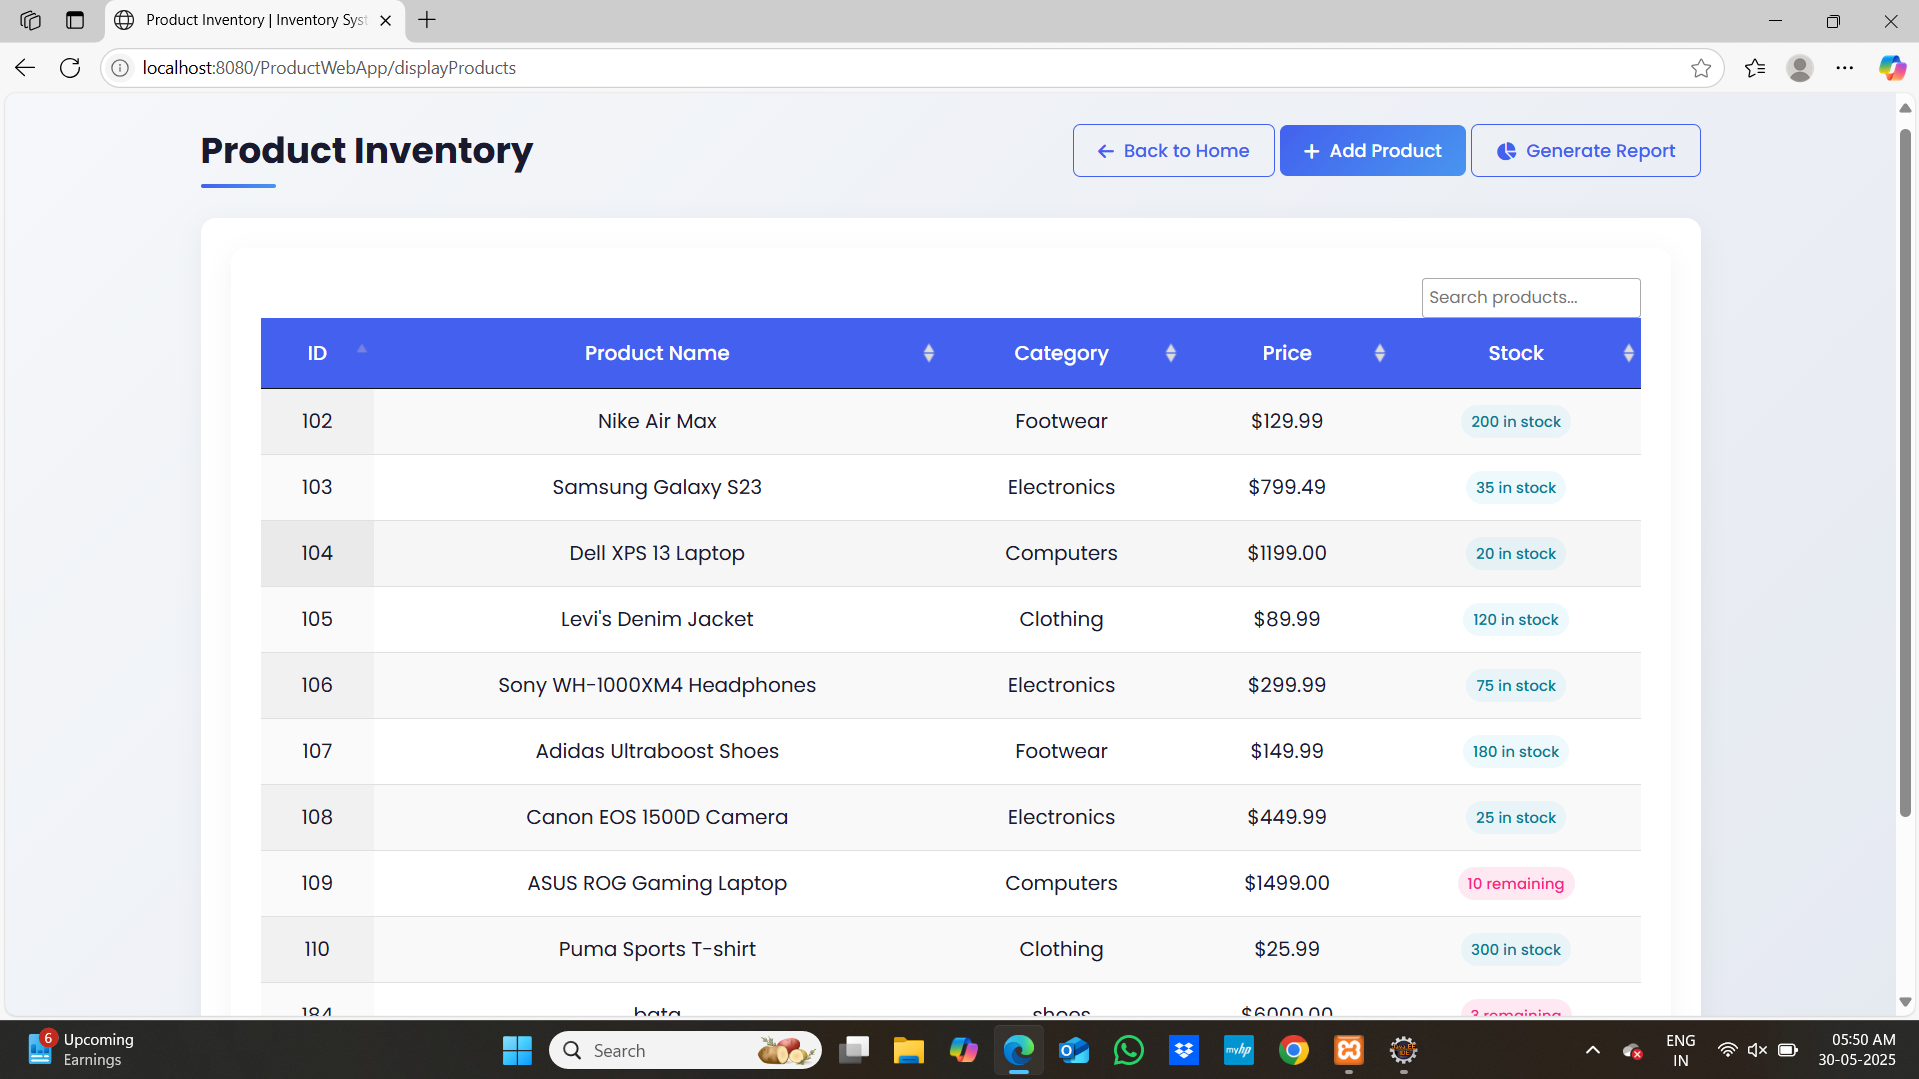 Product Inventory | Inventory Syst
localhost:8080/ProductWebApp/displayProducts
Product Inventory
Back to Home
Add Product
Generate Report
Search products...
ID Product Name Category Price Stock
102 Nike Air Max Footwear $129.99 200 in stock
103 Samsung Galaxy S23 Electronics $799.49 35 in stock
104 Dell XPS 13 Laptop Computers $1199.00 20 in stock
105 Levi's Denim Jacket Clothing $89.99 120 in stock
106 Sony WH-1000XM4 Headphones Electronics $299.99 75 in stock
107 Adidas Ultraboost Shoes Footwear $149.99 180 in stock
108 Canon EOS 1500D Camera Electronics $449.99 25 in stock
109 ASUS ROG Gaming Laptop Computers $1499.00 10 remaining
110 Puma Sports T-shirt Clothing $25.99 300 in stock
184 bata shoes $6000.00 3 remaining
6
Upcoming
Earnings
Search
myhp
ENG
IN
05:50 AM
30-05-2025